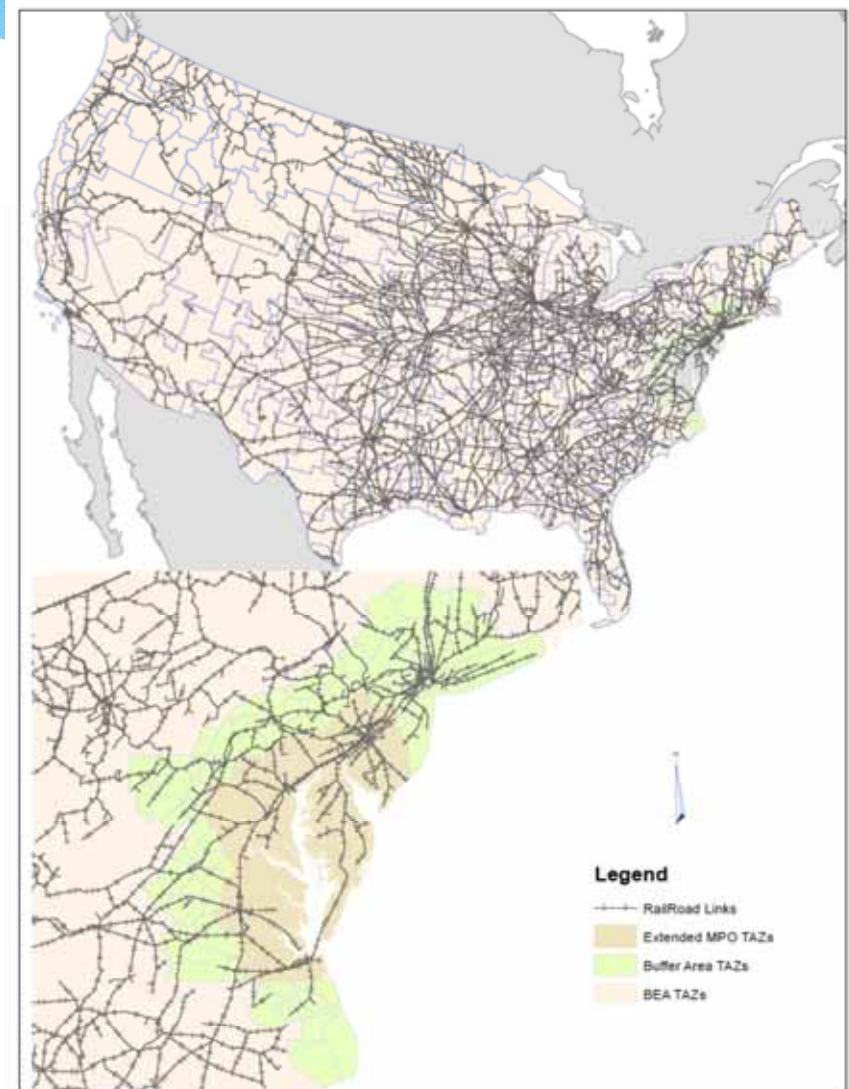 Legend
RailRoad Links
Extended MPO TAZs
Buffer Area TAZs
BEA TAZs